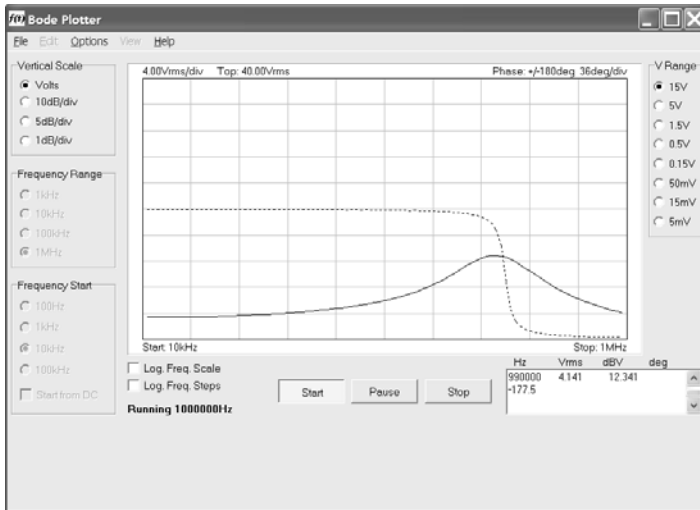 f(t) Bode Plotter
File Edit Options View Help
Vertical Scale
Volts
10dB/div
5dB/div
1dB/div
Frequency Range
1kHz
10kHz
100kHz
1MHz
Frequency Start
100Hz
1kHz
10kHz
100kHz
Start from DC
4.00Vrms/div Top: 40.00Vrms Phase: +/-180deg 36deg/div
Start: 10kHz Stop: 1MHz
Log. Freq. Scale
Log. Freq. Steps
Running 1000000Hz
Start Pause Stop
Hz Vrms dBV deg
990000 4.141 12.341
-177.5
V Range
15V
5V
1.5V
0.5V
0.15V
50mV
15mV
5mV